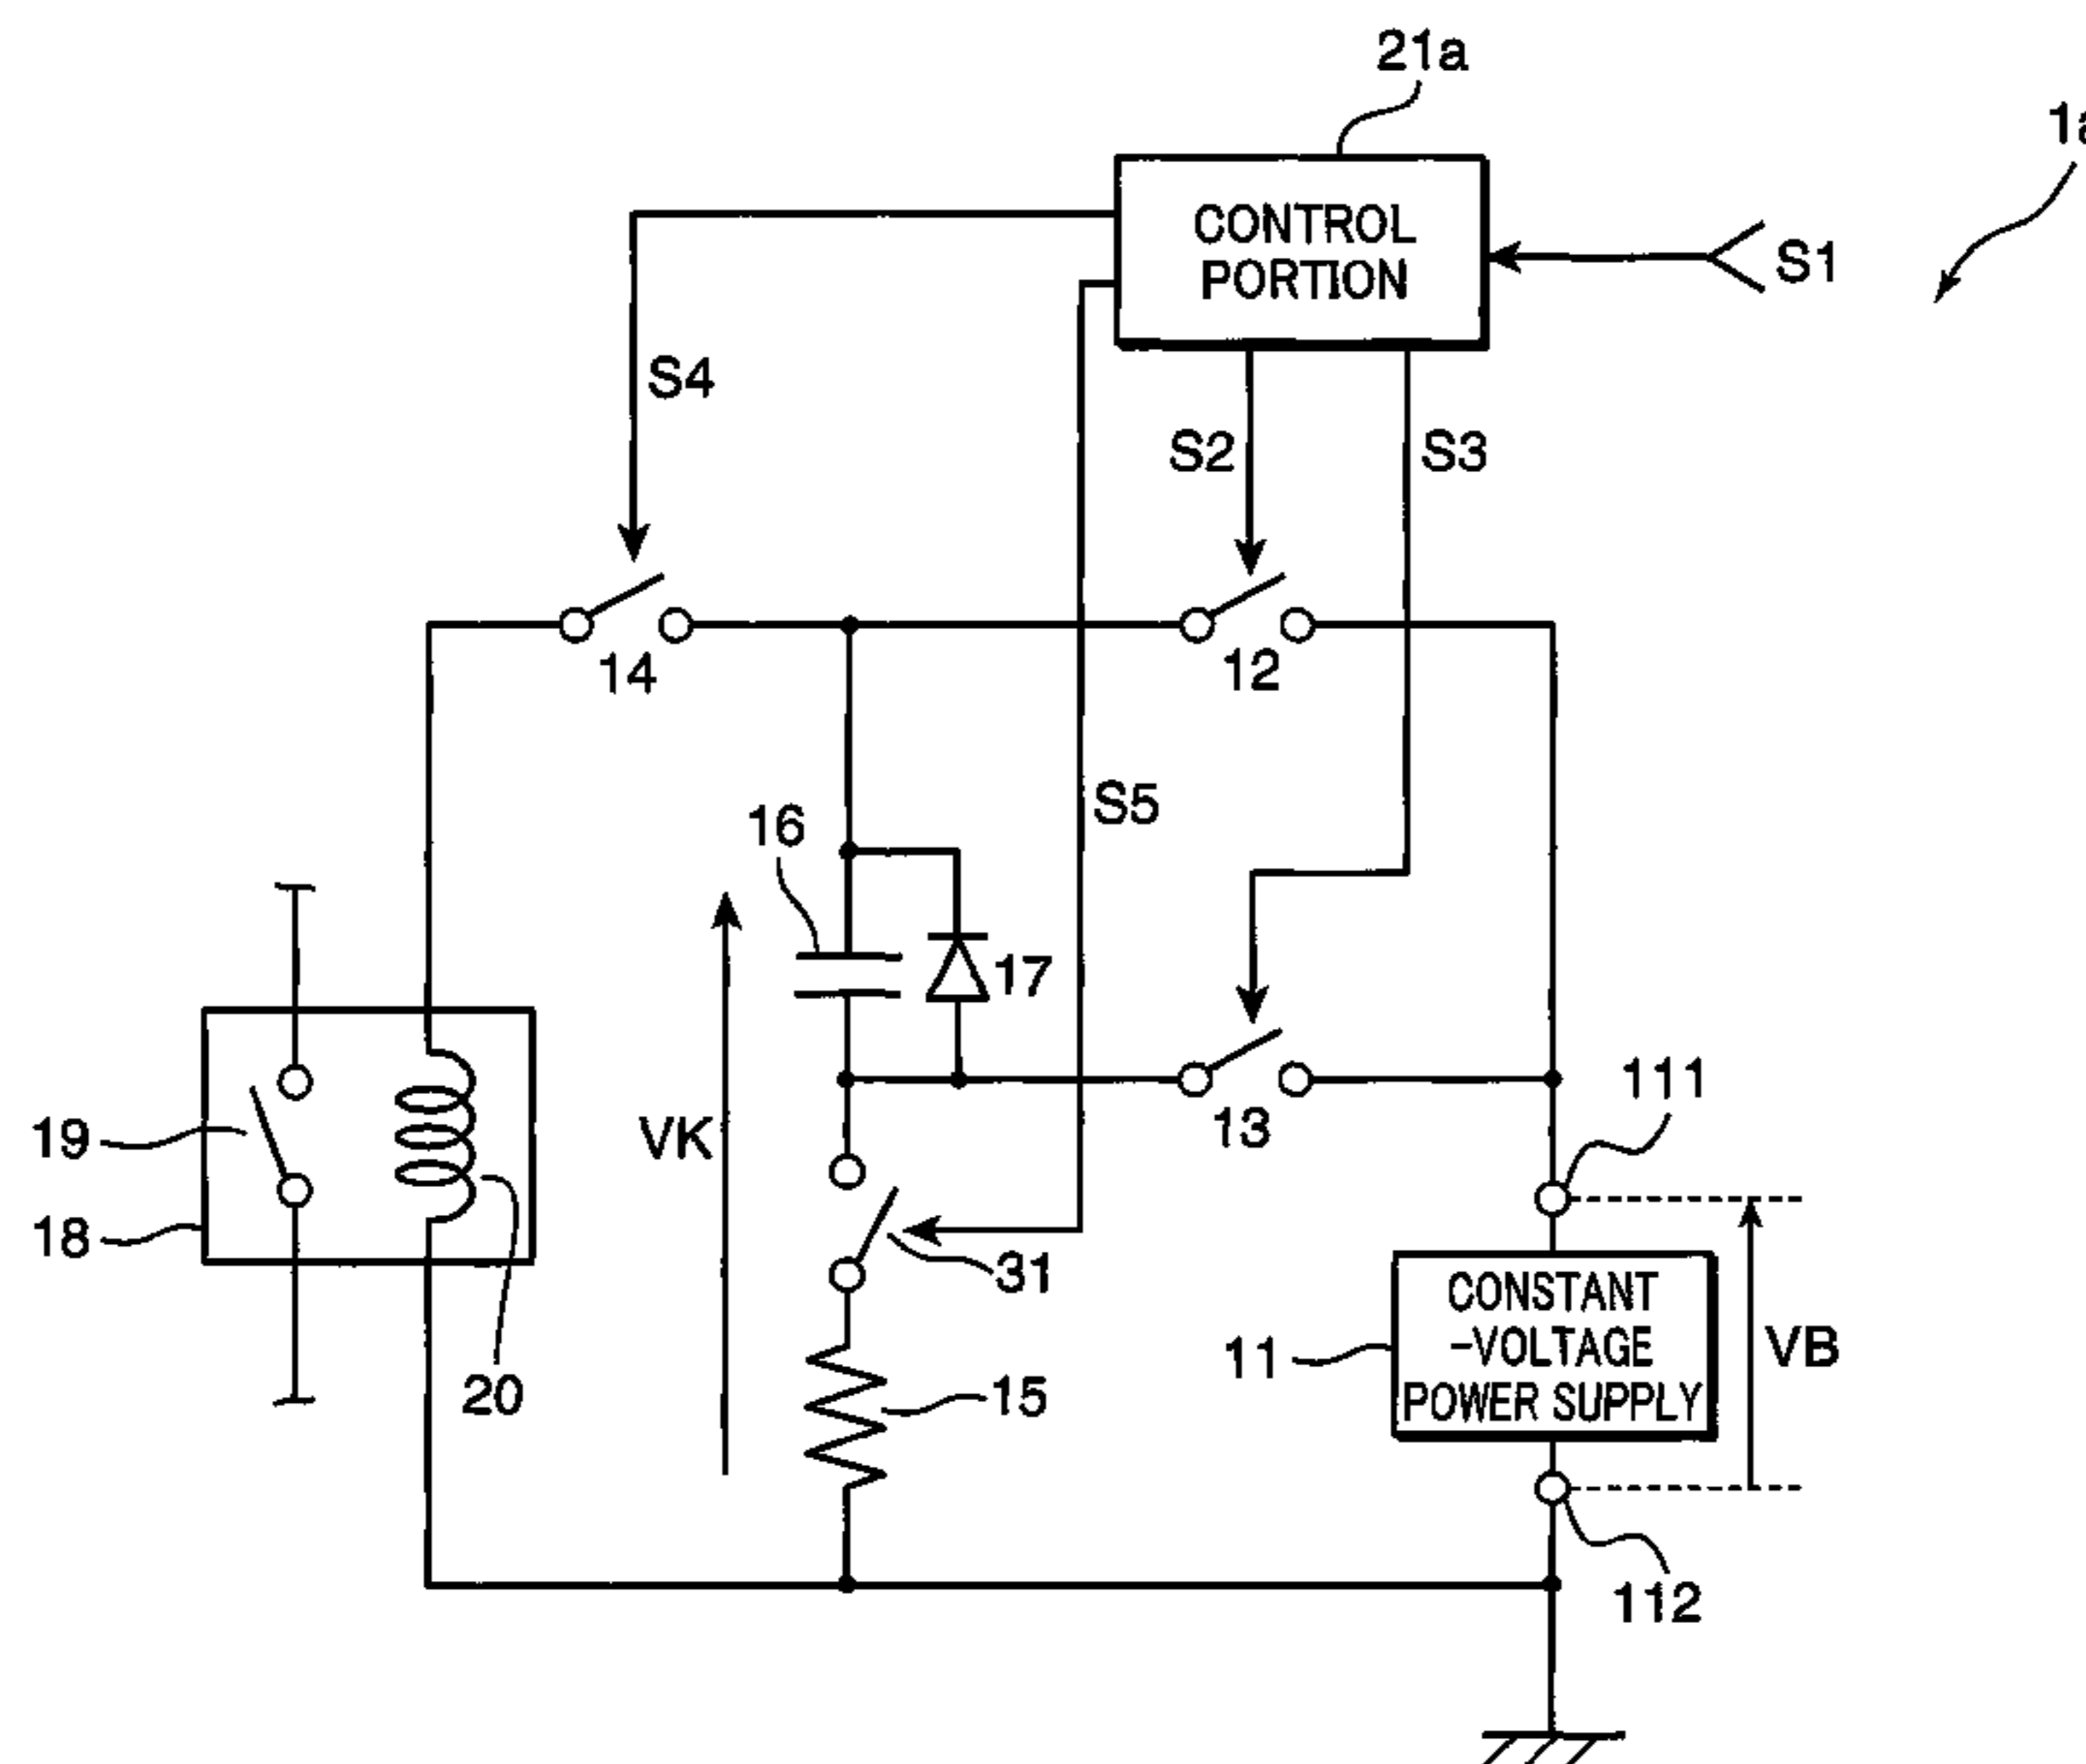 21a
1a
CONTROL
PORTION
S1
S4
S2
S3
14
12
S5
16
17
111
19
VK
13
18
31
CONSTANT
-VOLTAGE
POWER SUPPLY
11
VB
20
15
112